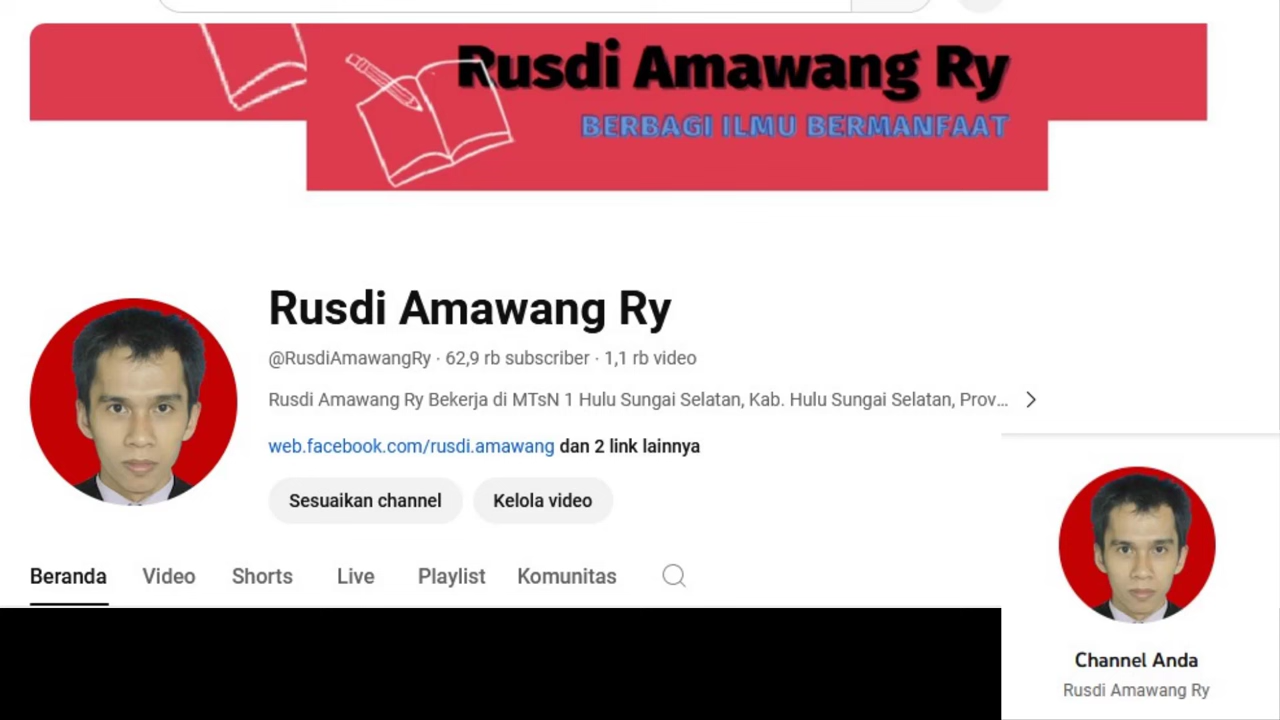 Rusdi Amawang Ry
BERBAGI ILMU BERMANFAAT
Rusdi Amawang Ry
@RusdiAmawangRy · 62,9 rb subscriber · 1,1 rb video
Rusdi Amawang Ry Bekerja di MTsN 1 Hulu Sungai Selatan, Kab. Hulu Sungai Selatan, Prov...
web.facebook.com/rusdi.amawang dan 2 link lainnya
Sesuaikan channel Kelola video
Beranda Video Shorts Live Playlist Komunitas
Channel Anda
Rusdi Amawang Ry